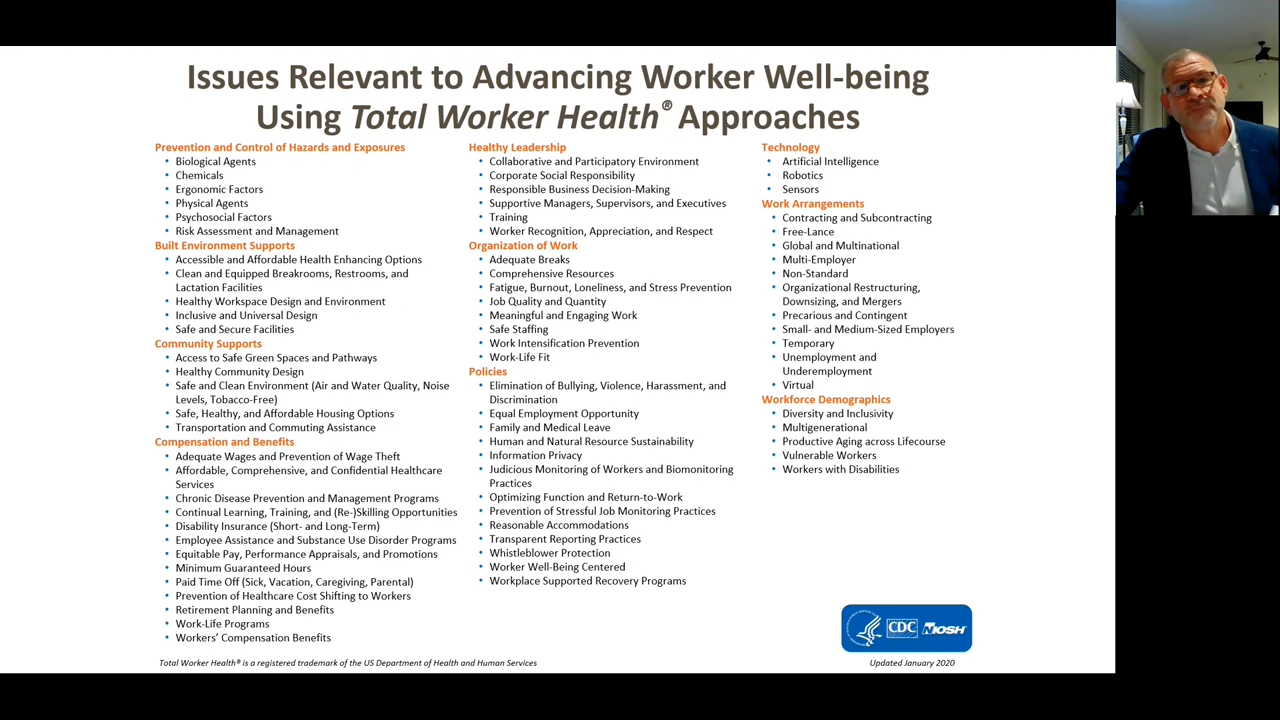 Issues Relevant to Advancing Worker Well-being
Using Total Worker Health® Approaches
Prevention and Control of Hazards and Exposures
• Biological Agents
• Chemicals
• Ergonomic Factors
• Physical Agents
• Psychosocial Factors
• Risk Assessment and Management
Built Environment Supports
• Accessible and Affordable Health Enhancing Options
• Clean and Equipped Breakrooms, Restrooms, and
Lactation Facilities
• Healthy Workspace Design and Environment
• Inclusive and Universal Design
• Safe and Secure Facilities
Community Supports
• Access to Safe Green Spaces and Pathways
• Healthy Community Design
• Safe and Clean Environment (Air and Water Quality, Noise
Levels, Tobacco-Free)
• Safe, Healthy, and Affordable Housing Options
• Transportation and Commuting Assistance
Compensation and Benefits
• Adequate Wages and Prevention of Wage Theft
• Affordable, Comprehensive, and Confidential Healthcare
Services
• Chronic Disease Prevention and Management Programs
• Continual Learning, Training, and (Re-)Skilling Opportunities
• Disability Insurance (Short- and Long-Term)
• Employee Assistance and Substance Use Disorder Programs
• Equitable Pay, Performance Appraisals, and Promotions
• Minimum Guaranteed Hours
• Paid Time Off (Sick, Vacation, Caregiving, Parental)
• Prevention of Healthcare Cost Shifting to Workers
• Retirement Planning and Benefits
• Work-Life Programs
• Workers' Compensation Benefits
Healthy Leadership
• Collaborative and Participatory Environment
• Corporate Social Responsibility
• Responsible Business Decision-Making
• Supportive Managers, Supervisors, and Executives
• Training
• Worker Recognition, Appreciation, and Respect
Organization of Work
• Adequate Breaks
• Comprehensive Resources
• Fatigue, Burnout, Loneliness, and Stress Prevention
• Job Quality and Quantity
• Meaningful and Engaging Work
• Safe Staffing
• Work Intensification Prevention
• Work-Life Fit
Policies
• Elimination of Bullying, Violence, Harassment, and
Discrimination
• Equal Employment Opportunity
• Family and Medical Leave
• Human and Natural Resource Sustainability
• Information Privacy
• Judicious Monitoring of Workers and Biomonitoring
Practices
• Optimizing Function and Return-to-Work
• Prevention of Stressful Job Monitoring Practices
• Reasonable Accommodations
• Transparent Reporting Practices
• Whistleblower Protection
• Worker Well-Being Centered
• Workplace Supported Recovery Programs
Technology
• Artificial Intelligence
• Robotics
• Sensors
Work Arrangements
• Contracting and Subcontracting
• Free-Lance
• Global and Multinational
• Multi-Employer
• Non-Standard
• Organizational Restructuring,
Downsizing, and Mergers
• Precarious and Contingent
• Small- and Medium-Sized Employers
• Temporary
• Unemployment and
Underemployment
• Virtual
Workforce Demographics
• Diversity and Inclusivity
• Multigenerational
• Productive Aging across Lifecourse
• Vulnerable Workers
• Workers with Disabilities
CDC NIOSH
Total Worker Health® is a registered trademark of the US Department of Health and Human Services
Updated January 2020